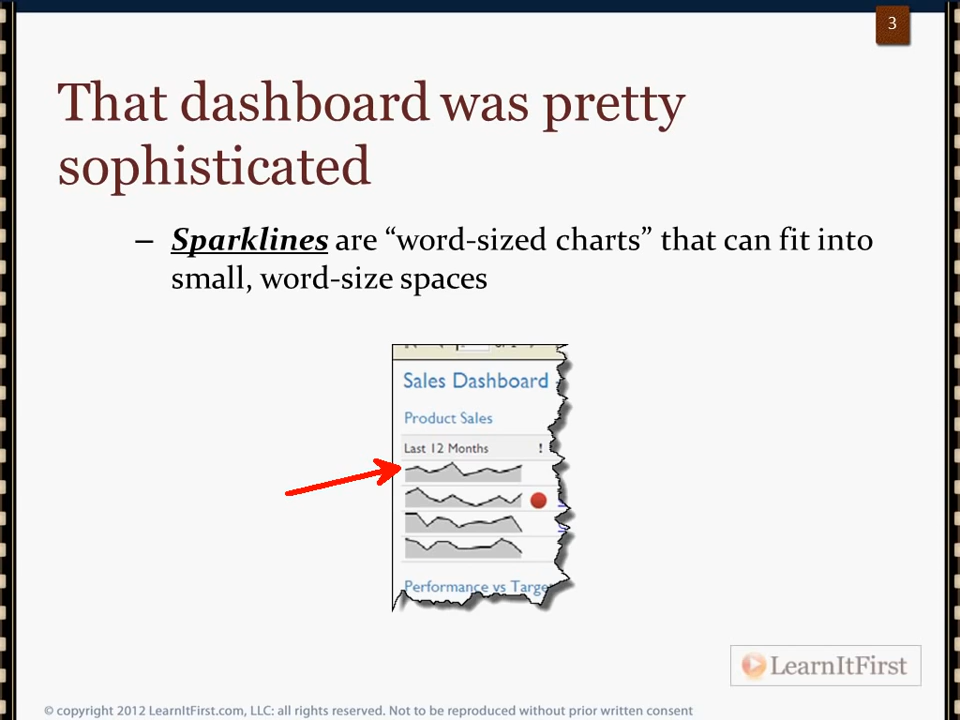 3
That dashboard was pretty
sophisticated
– Sparklines are “word-sized charts” that can fit into
small, word-size spaces
Sales Dashboard
Product Sales
Last 12 Months !
Performance vs Targe
LearnItFirst
© copyright 2012 LearnItFirst.com, LLC: all rights reserved. Not to be reproduced without prior written consent